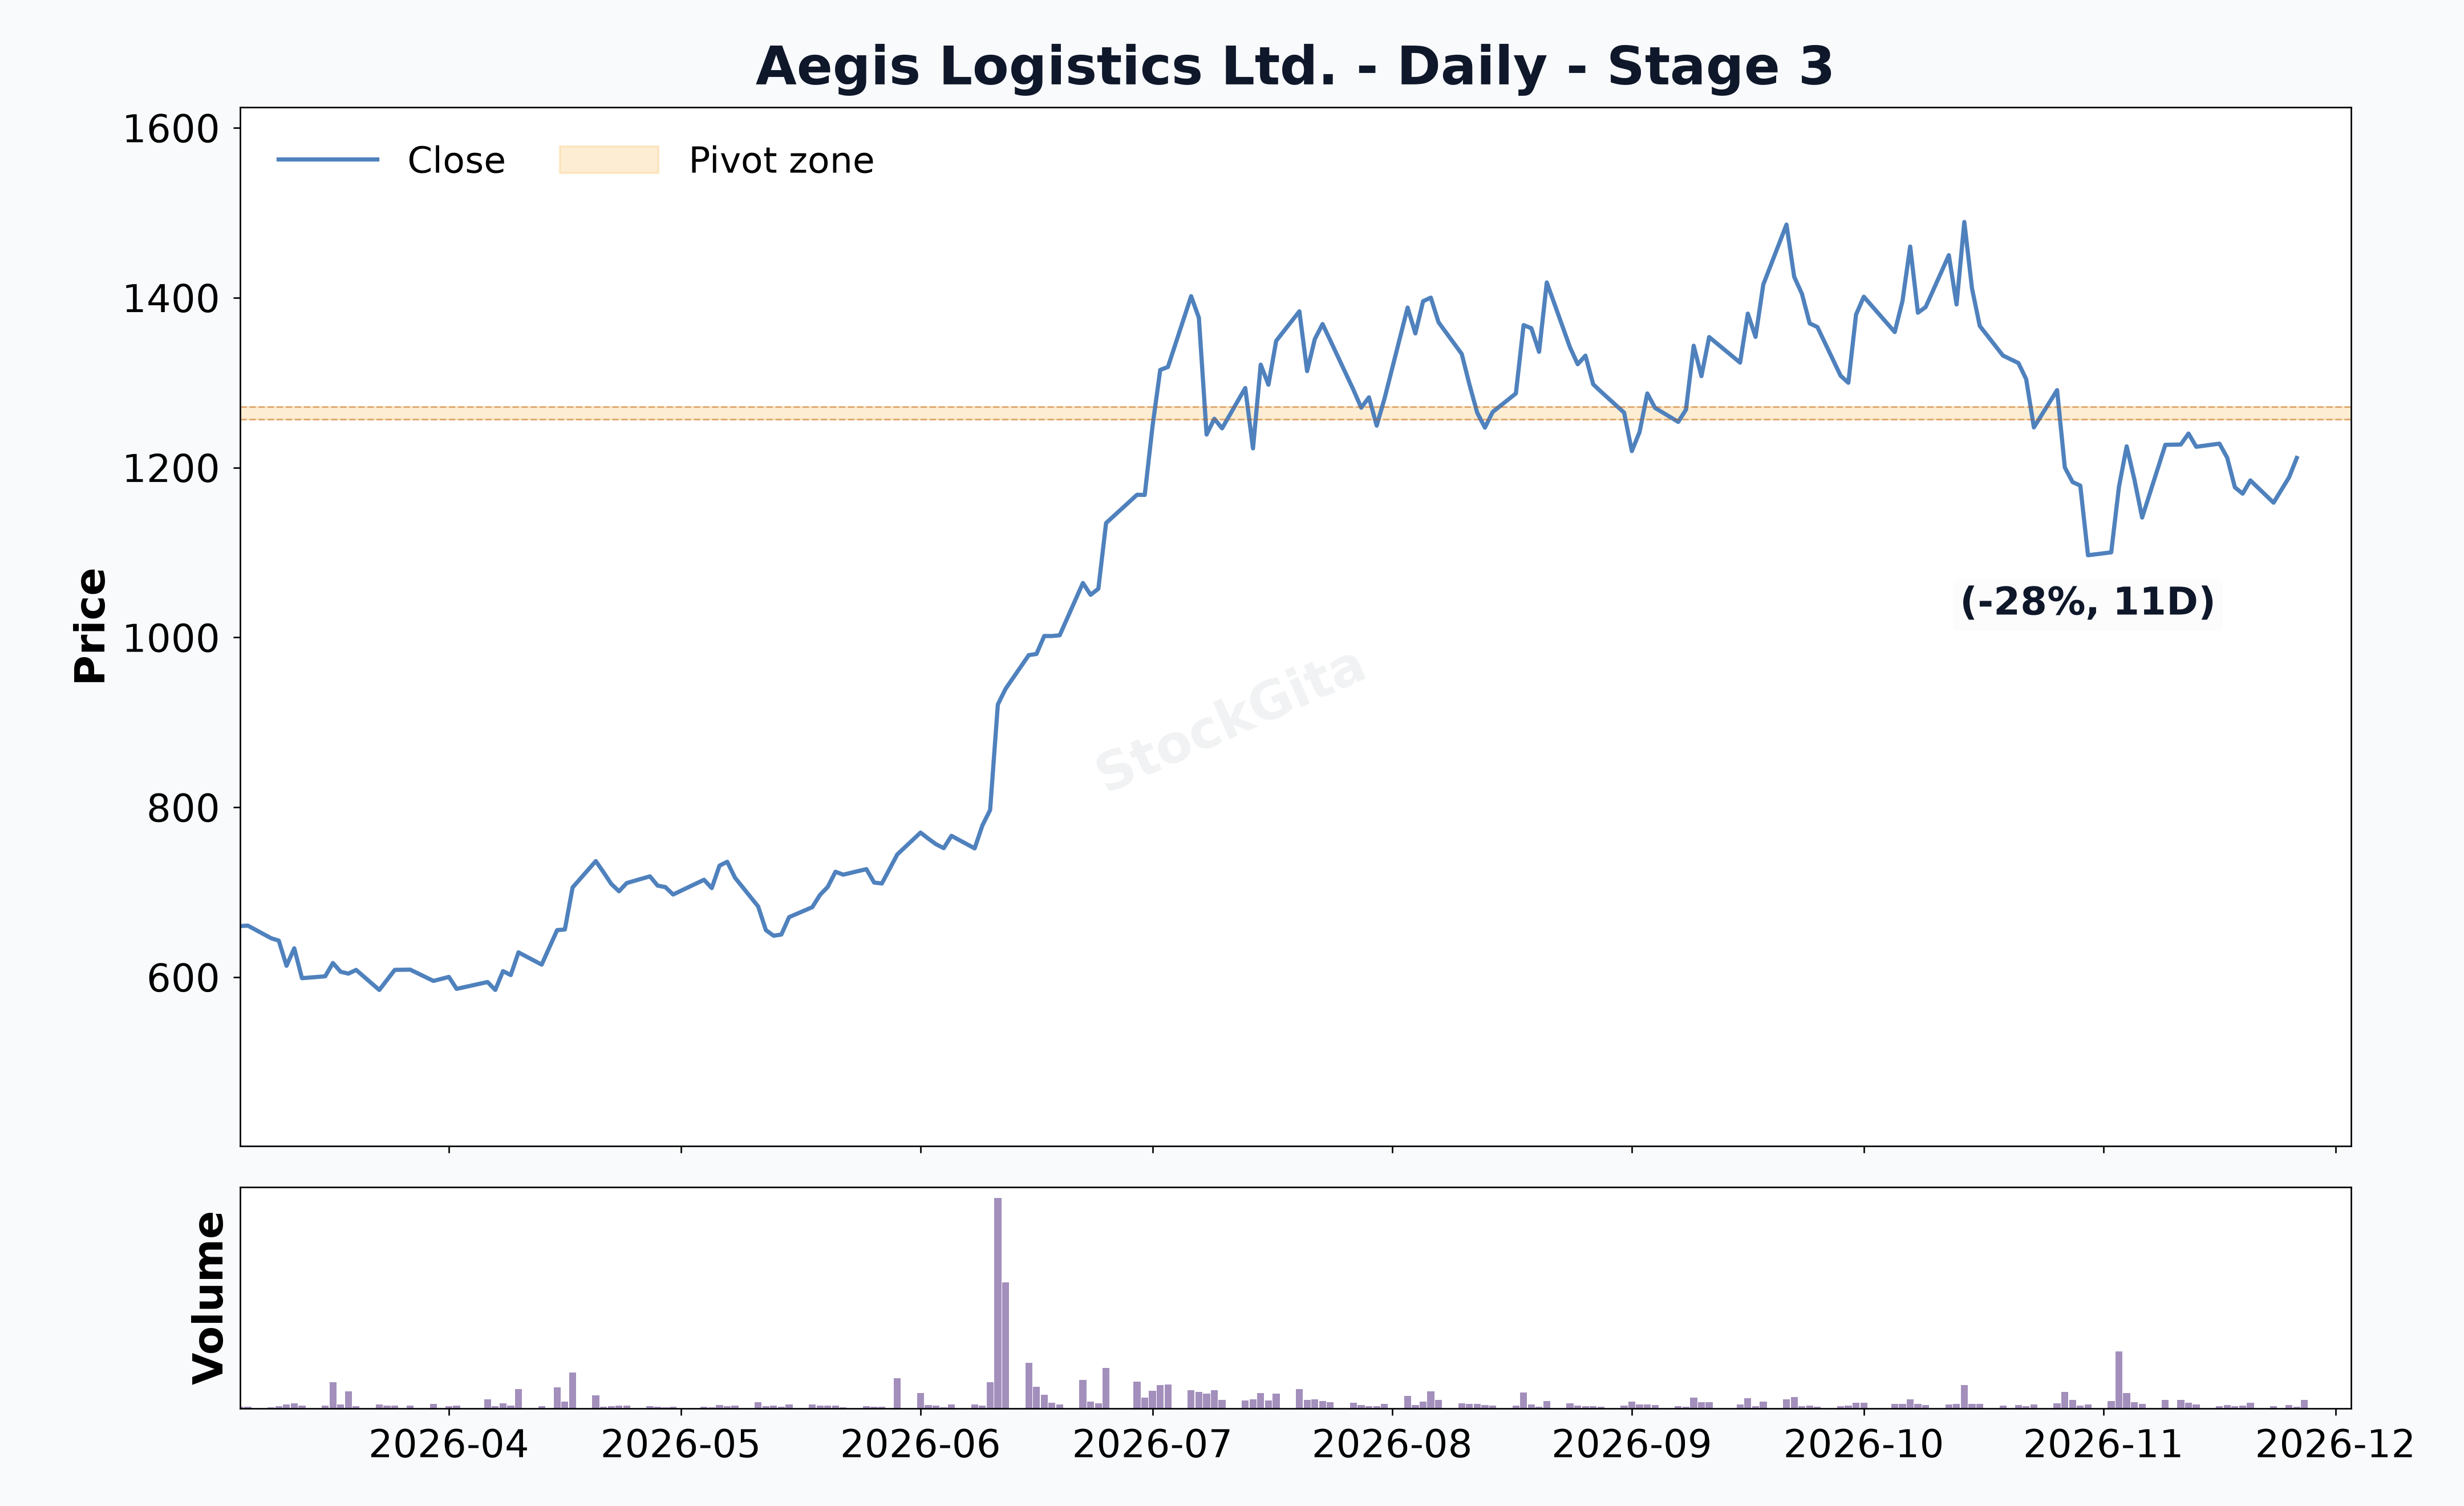 Aegis Logistics Ltd. - Daily - Stage 3
Close
Pivot zone
1600
1400
1200
1000
800
600
Price
(-28%, 11D)
StockGita
Volume
2026-04
2026-05
2026-06
2026-07
2026-08
2026-09
2026-10
2026-11
2026-12